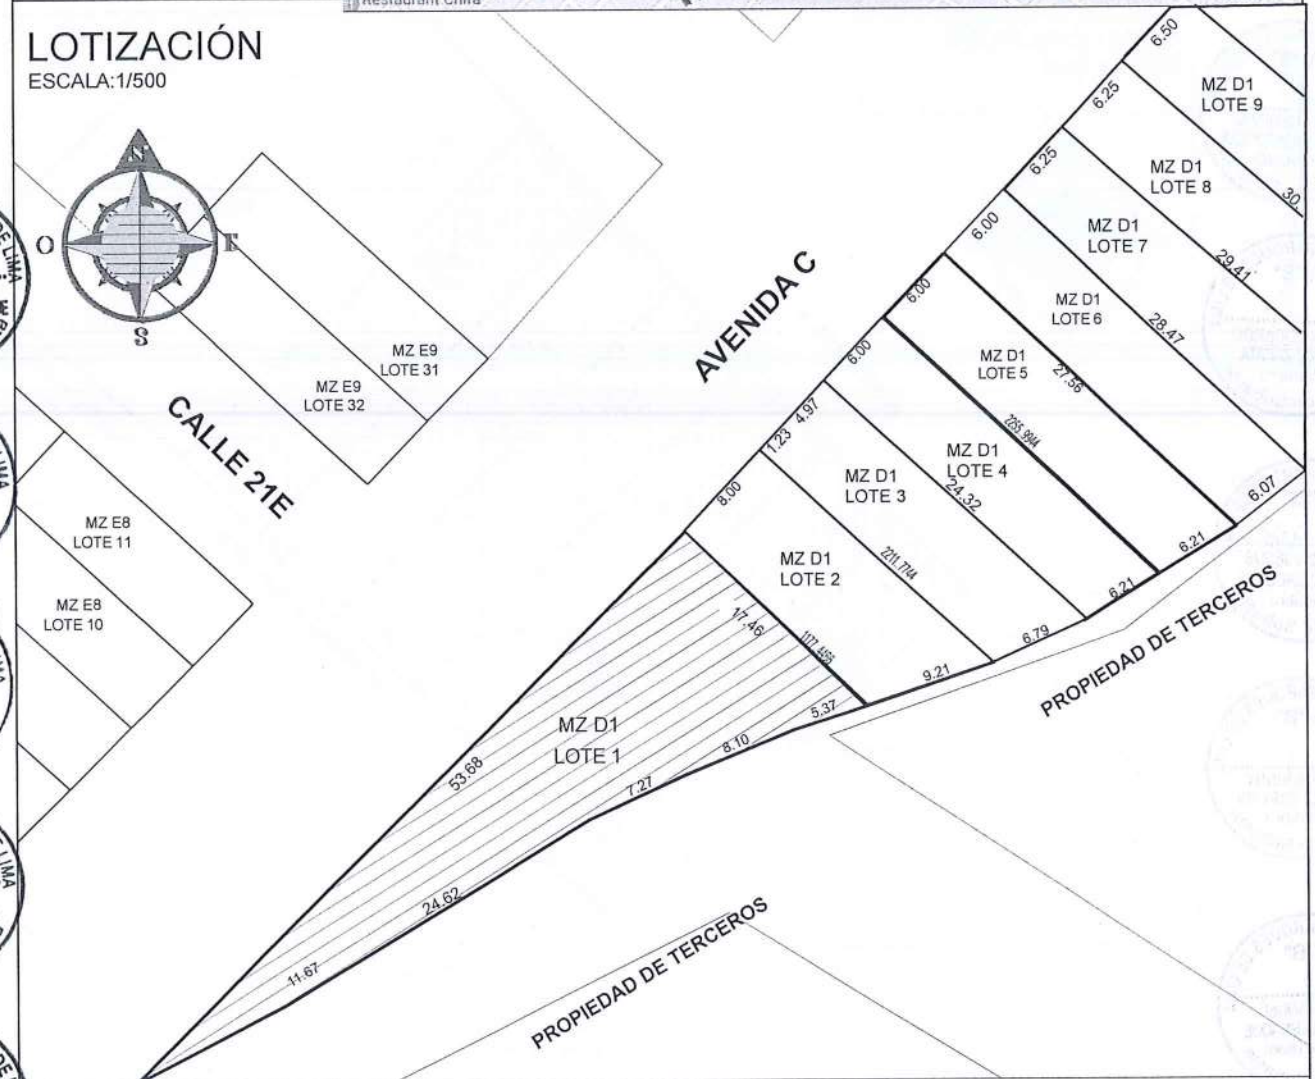 Restaurant Chifa
LOTIZACIÓN
ESCALA:1/500
N
O
E
S
MZ E9
LOTE 31
MZ E9
LOTE 32
CALLE 21E
MZ E8
LOTE 11
MZ E8
LOTE 10
AVENIDA C
6.50
6.25
6.25
6.00
6.00
6.00
4.97
1.23
8.00
53.68
MZ D1
LOTE 9
MZ D1
LOTE 8
30.
MZ D1
LOTE 7
29.41
MZ D1
LOTE 6
28.47
MZ D1
LOTE 5
27.56
MZ D1
LOTE 4
24.32
MZ D1
LOTE 3
MZ D1
LOTE 2
17.46
MZ D1
LOTE 1
6.07
6.21
6.21
6.79
9.21
5.37
8.10
7.27
24.62
11.67
PROPIEDAD DE TERCEROS
PROPIEDAD DE TERCEROS
DE LIMA